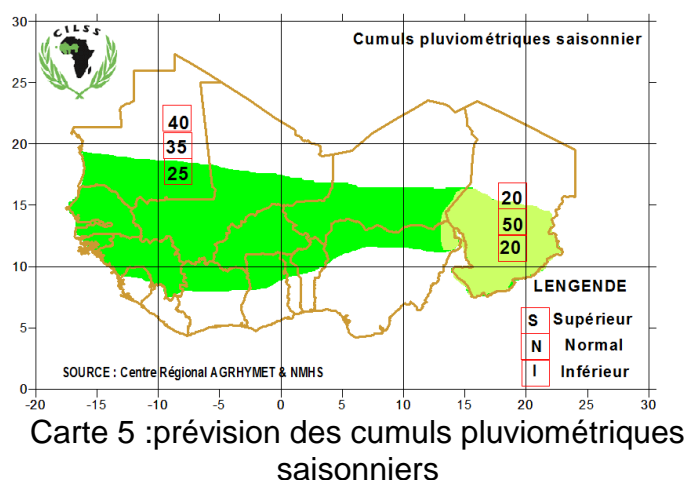 CILSS
Cumuls pluviométriques saisonnier
30
25
20
15
10
5
0
40
35
25
20
50
20
LENGENDE
S Supérieur
N Normal
I Inférieur
SOURCE : Centre Régional AGRHYMET & NMHS
-20 -15 -10 -5 0 5 10 15 20 25 30
Carte 5 :prévision des cumuls pluviométriques
saisonniers